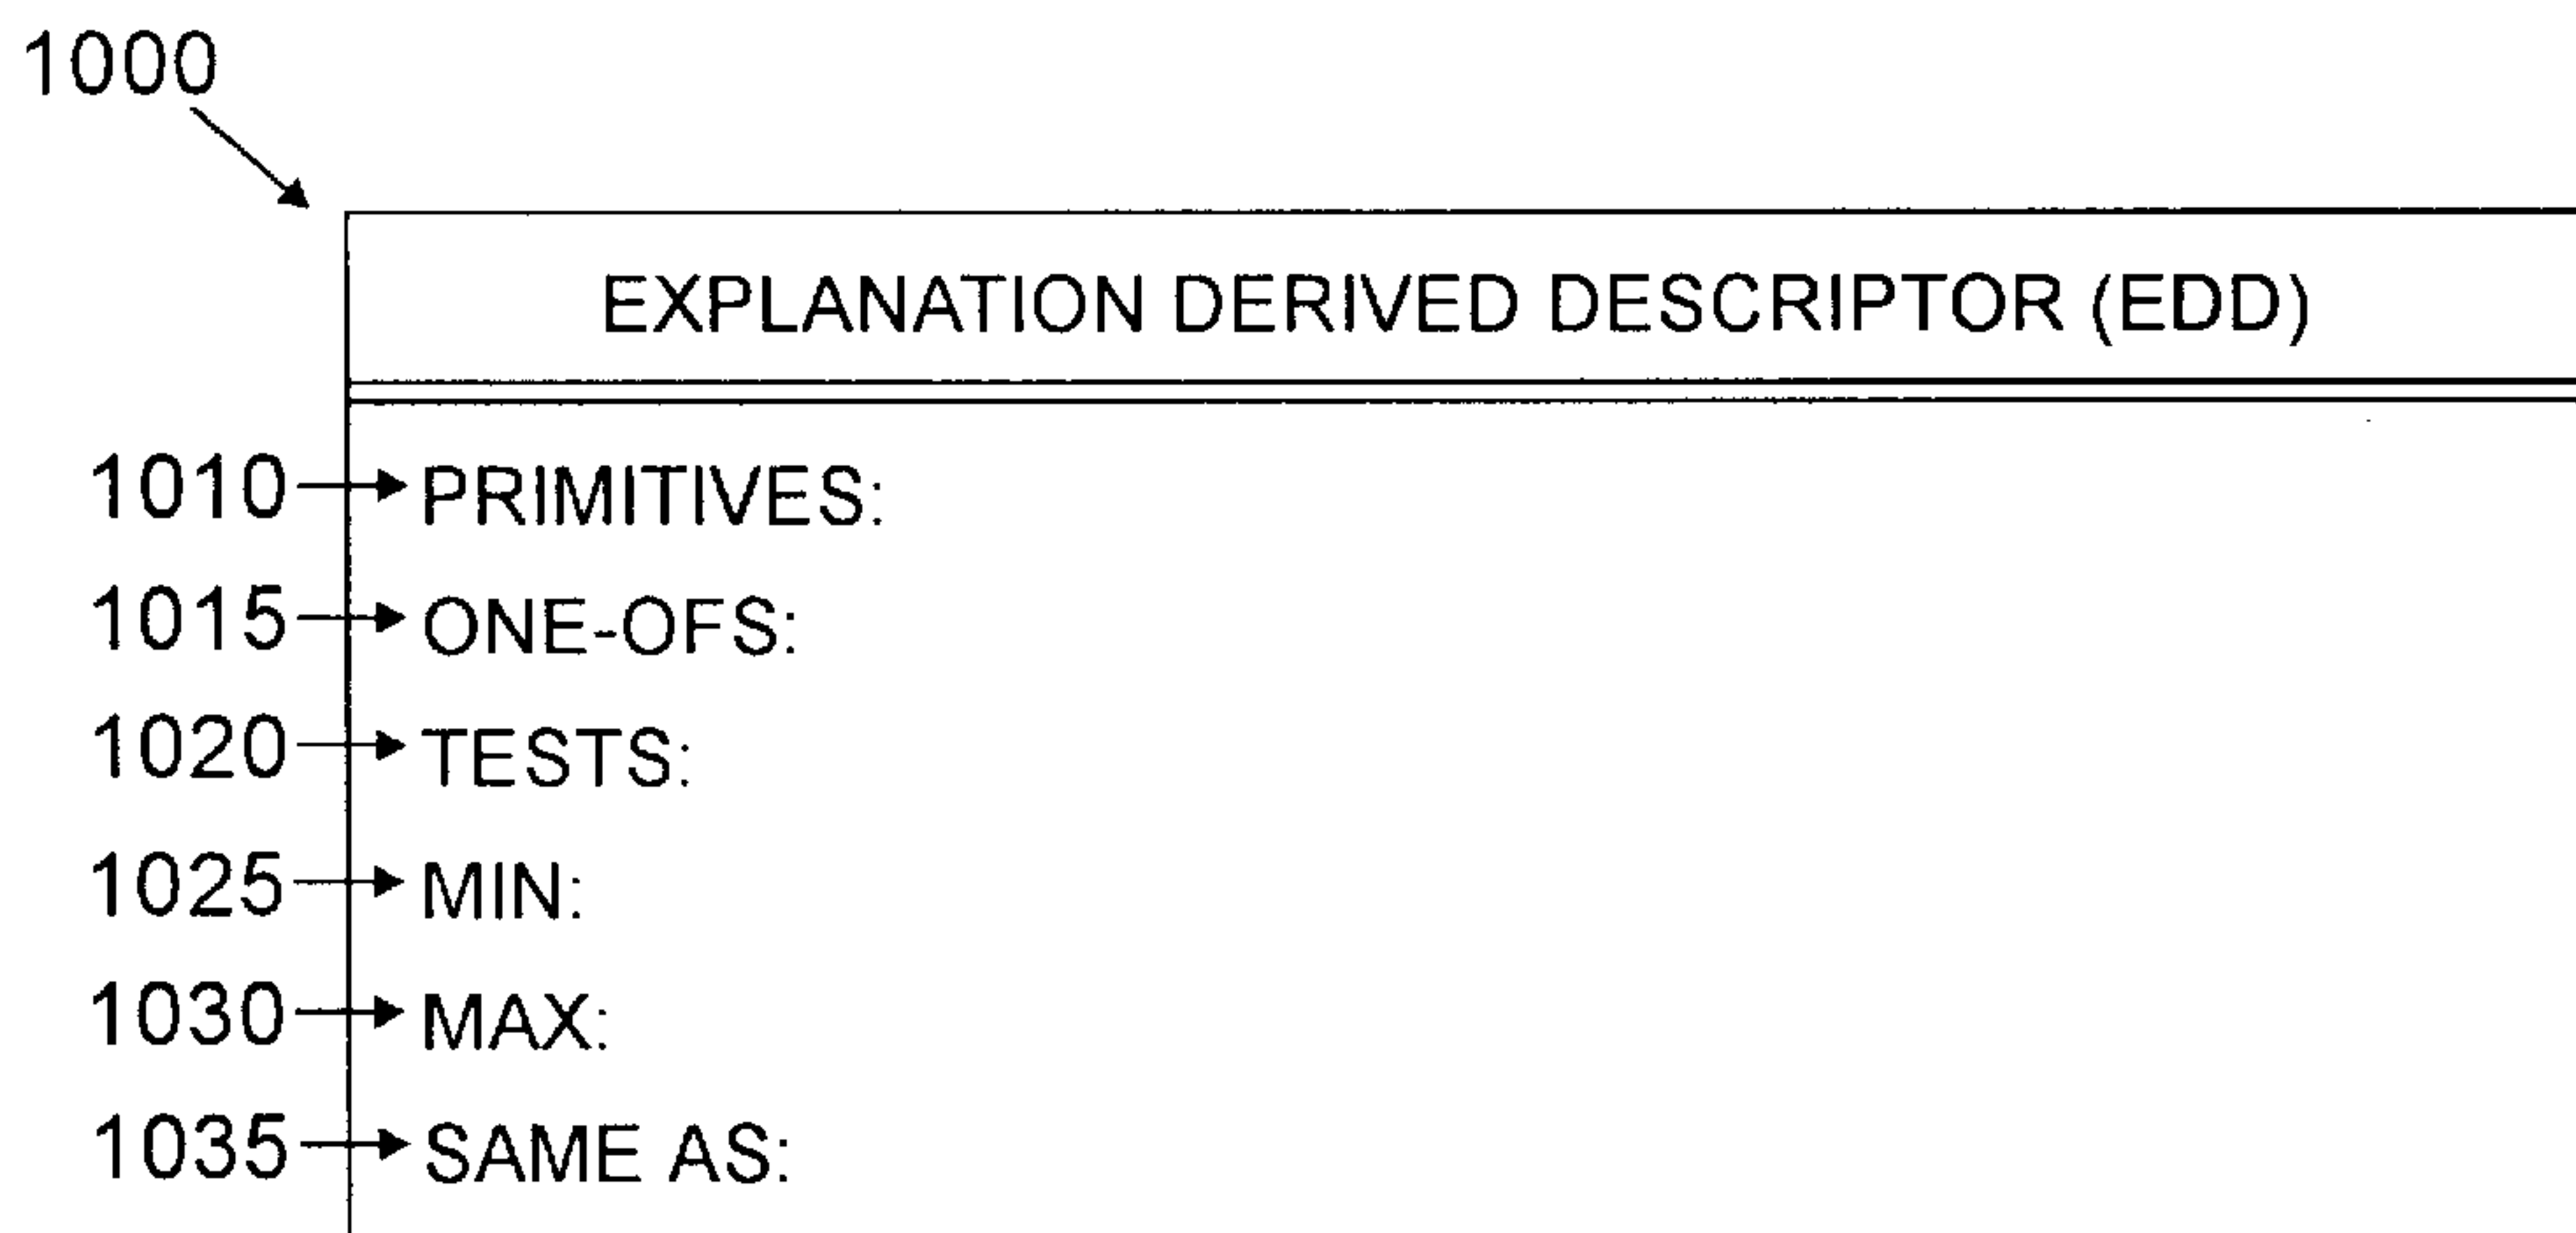 1000
EXPLANATION DERIVED DESCRIPTOR (EDD)
1010 PRIMITIVES:
1015 ONE-OFS:
1020 TESTS:
1025 MIN:
1030 MAX:
1035 SAME AS: